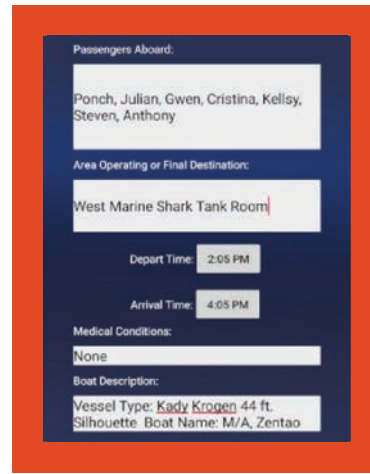 Passengers Aboard:
Ponch, Julian, Gwen, Cristina, Kellsy,
Steven, Anthony
Area Operating or Final Destination:
West Marine Shark Tank Room
Depart Time: 2:05 PM
Arrival Time: 4:05 PM
Medical Conditions:
None
Boat Description:
Vessel Type: Kady Krogen 44 ft.
Silhouette Boat Name: M/A, Zentao